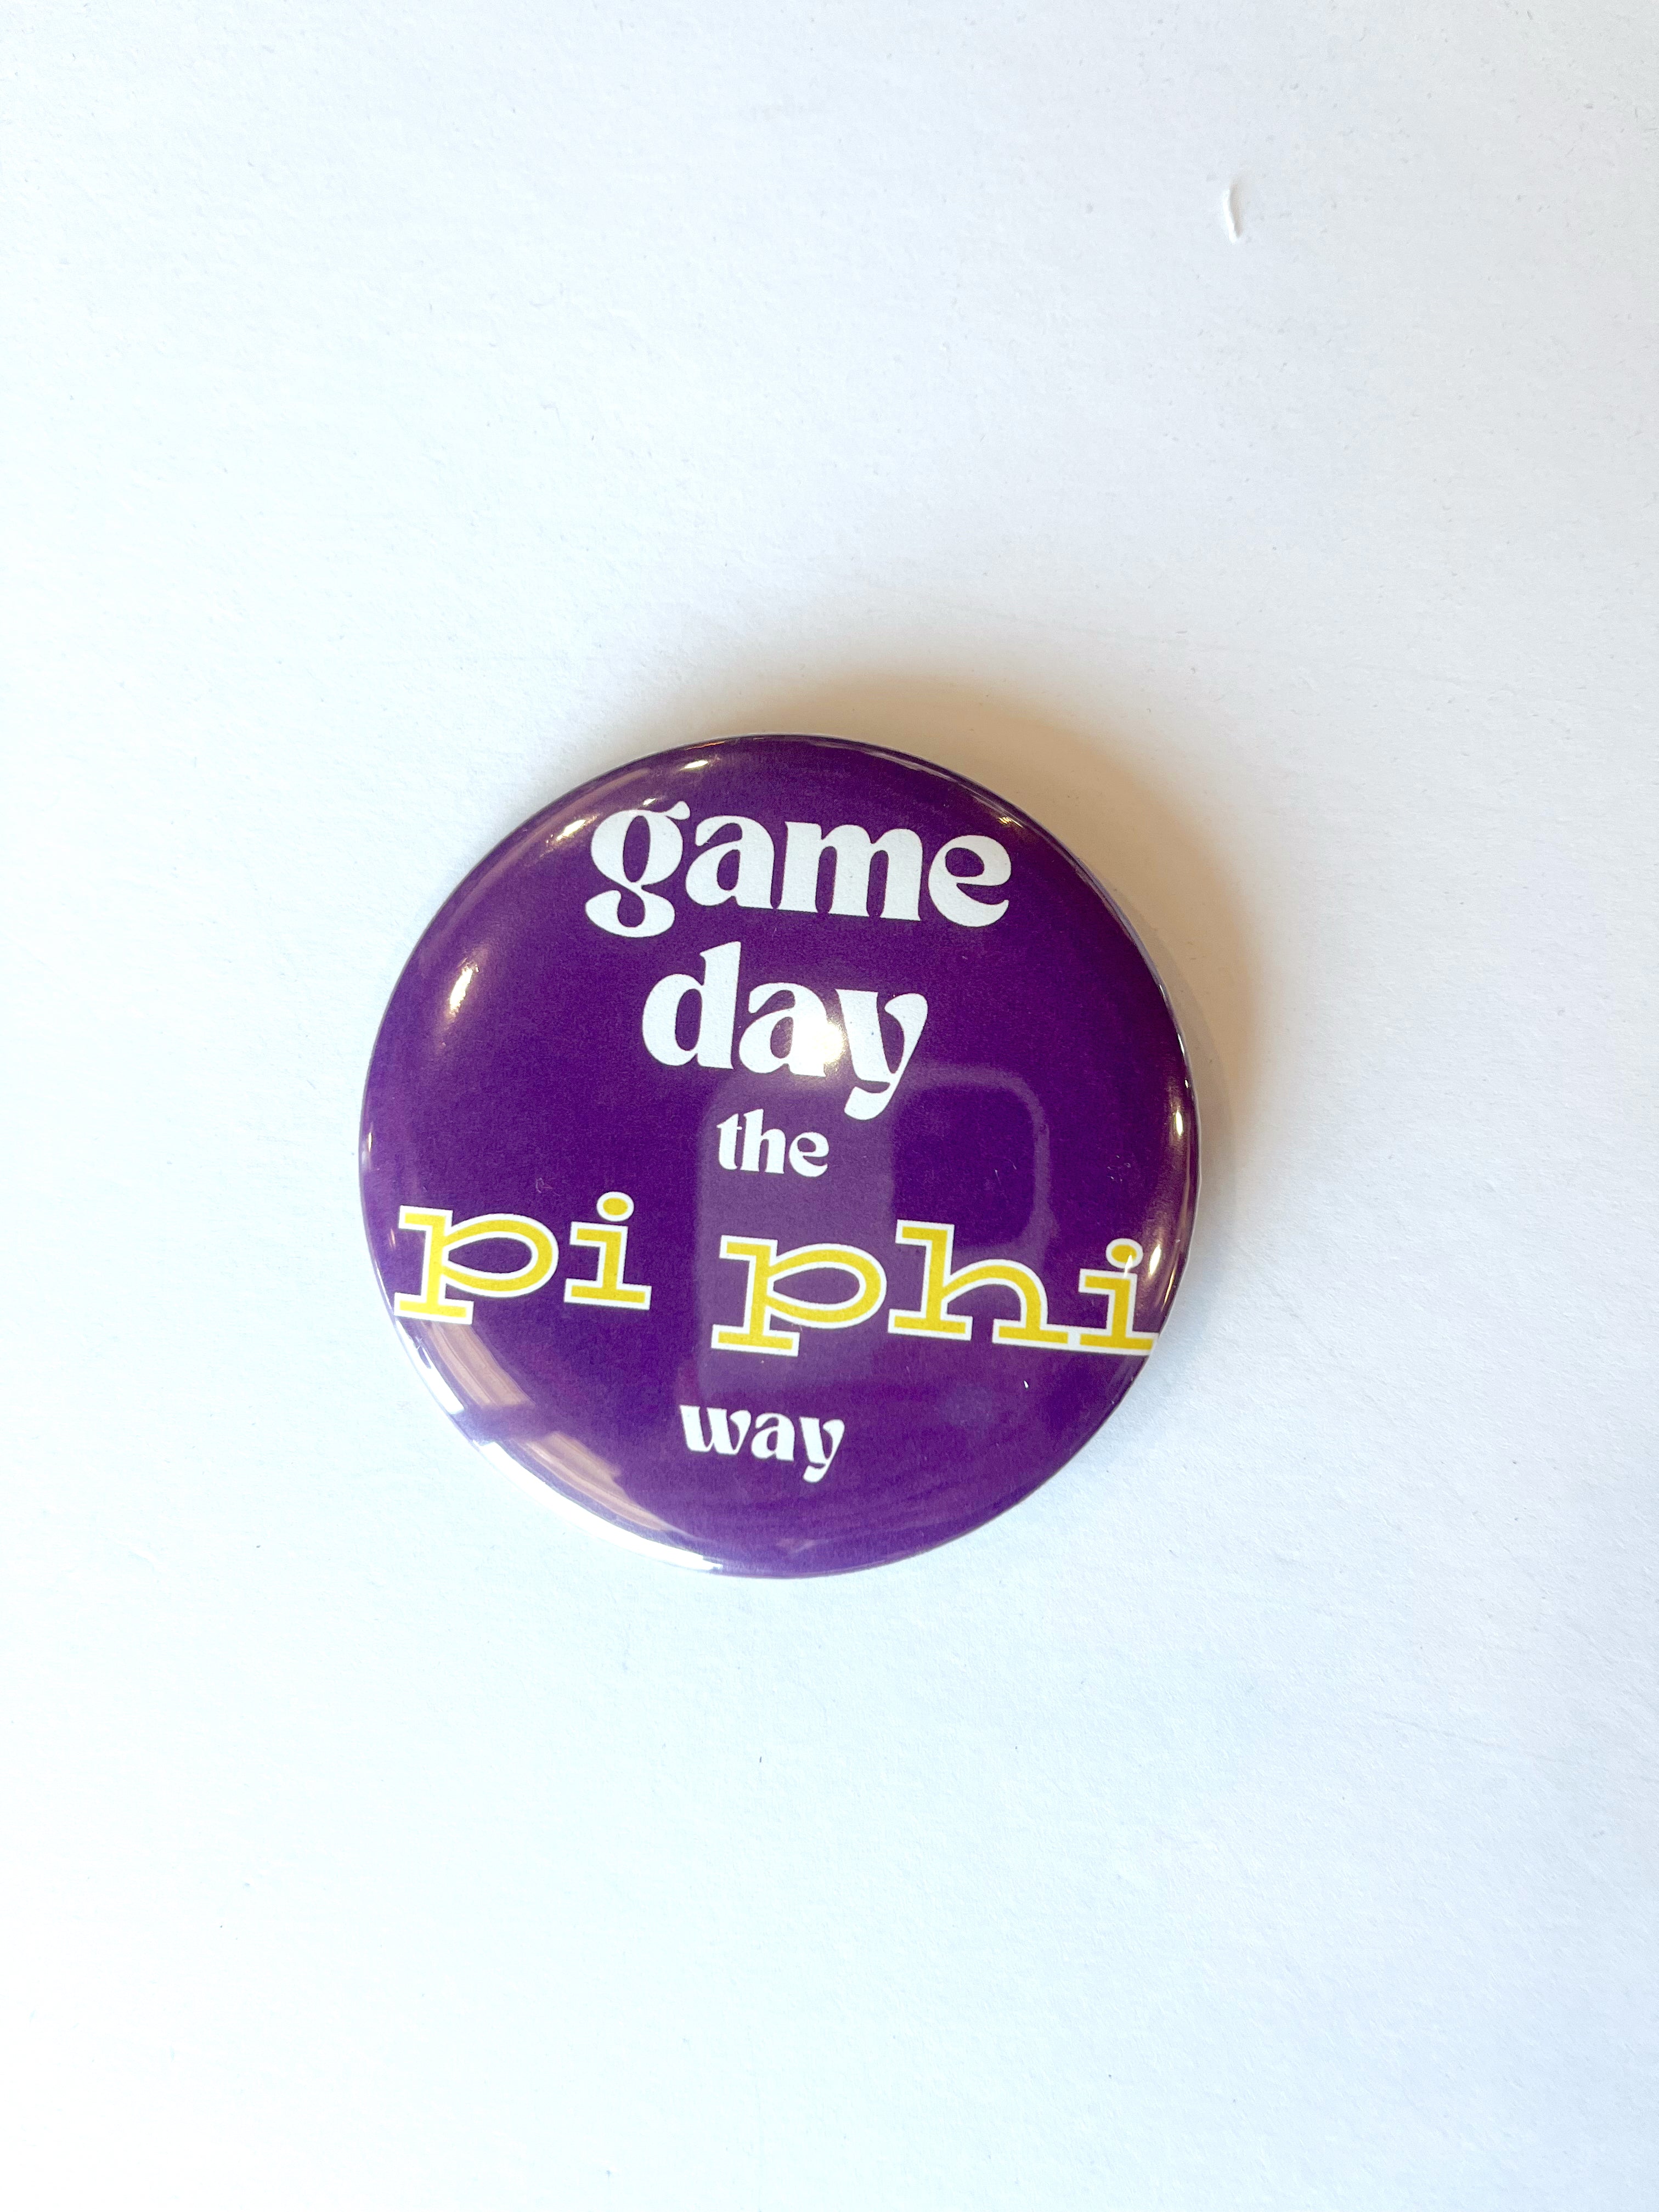 game
day
the
pi phi
way